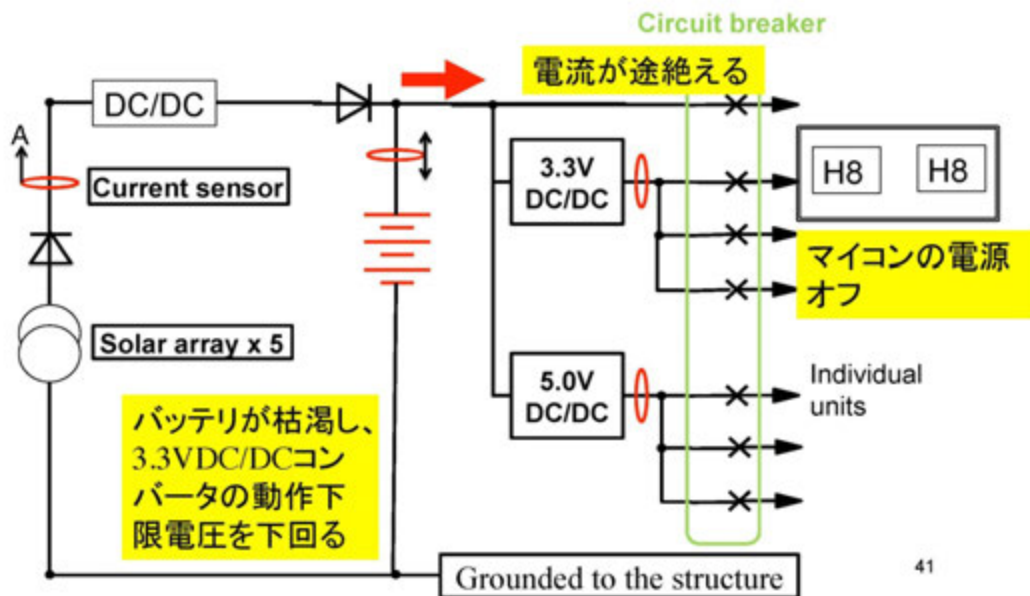 Circuit breaker
電流が途絶える
DC/DC
A
Current sensor
3.3V
DC/DC
H8
H8
マイコンの電源
オフ
Solar array x 5
5.0V
DC/DC
Individual
units
バッテリが枯渇し、
3.3VDC/DCコン
バータの動作下
限電圧を下回る
Grounded to the structure
41